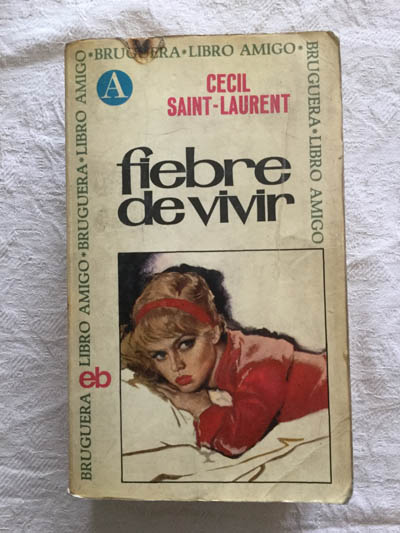 BRUGUERA • LIBRO AMIGO •
BRUGUERA • LIBRO AMIGO • BRUGUERA • LIBRO AMIGO •
BRUGUERA • LIBRO AMIGO • BRUGUERA
A
CECIL
SAINT-LAURENT
fiebre
de vivir
eb